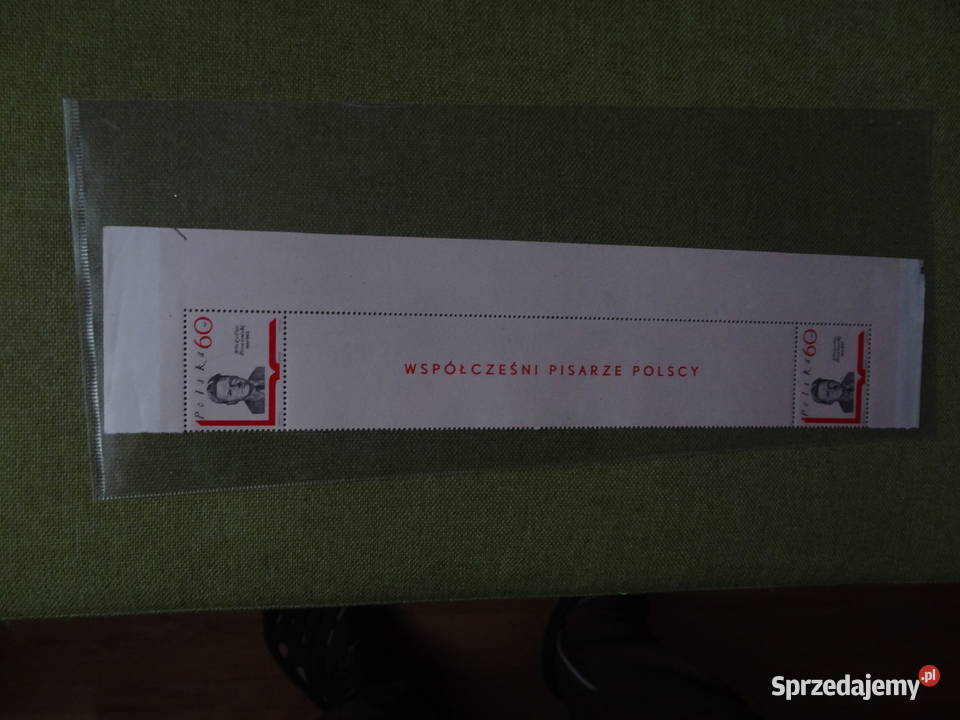 Polska 60
WSPÓŁCZEŚNI PISARZE POLSCY
Polska 60
Sprzedajemy.pl